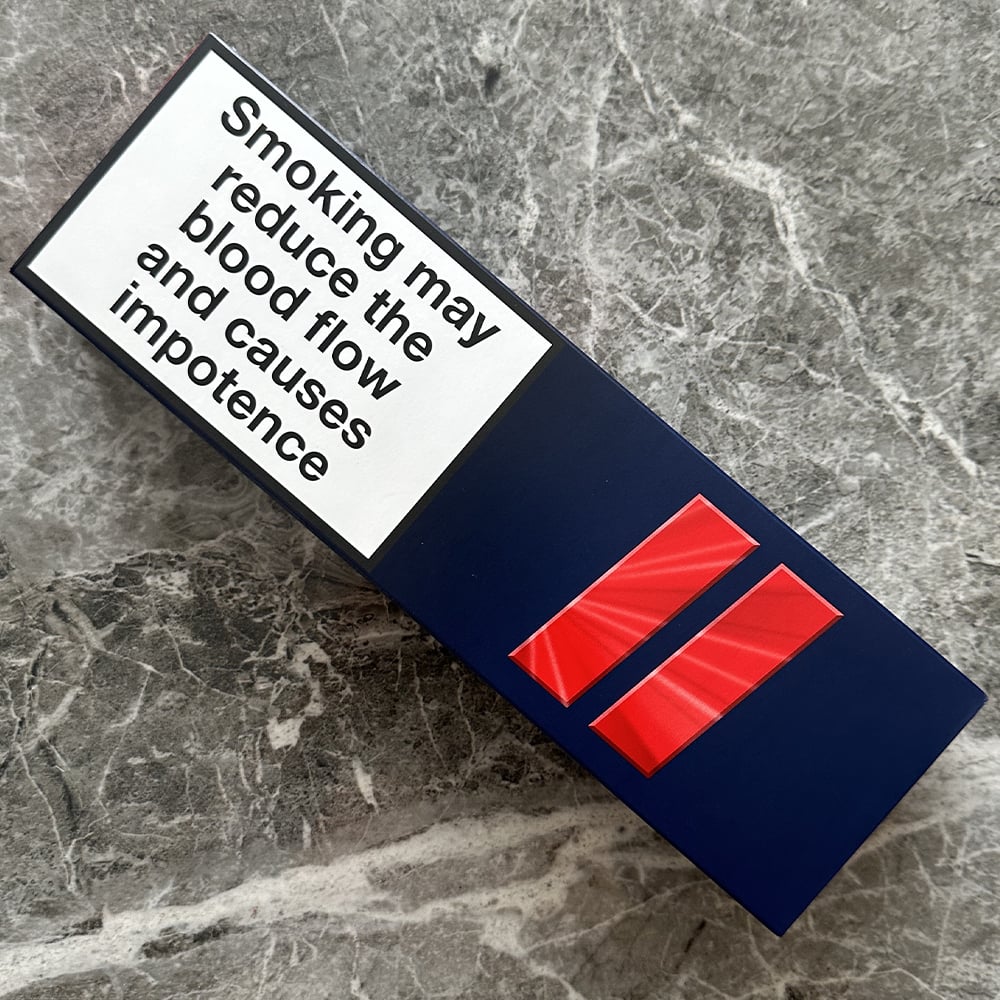 Smoking may
reduce the
blood flow
and causes
impotence